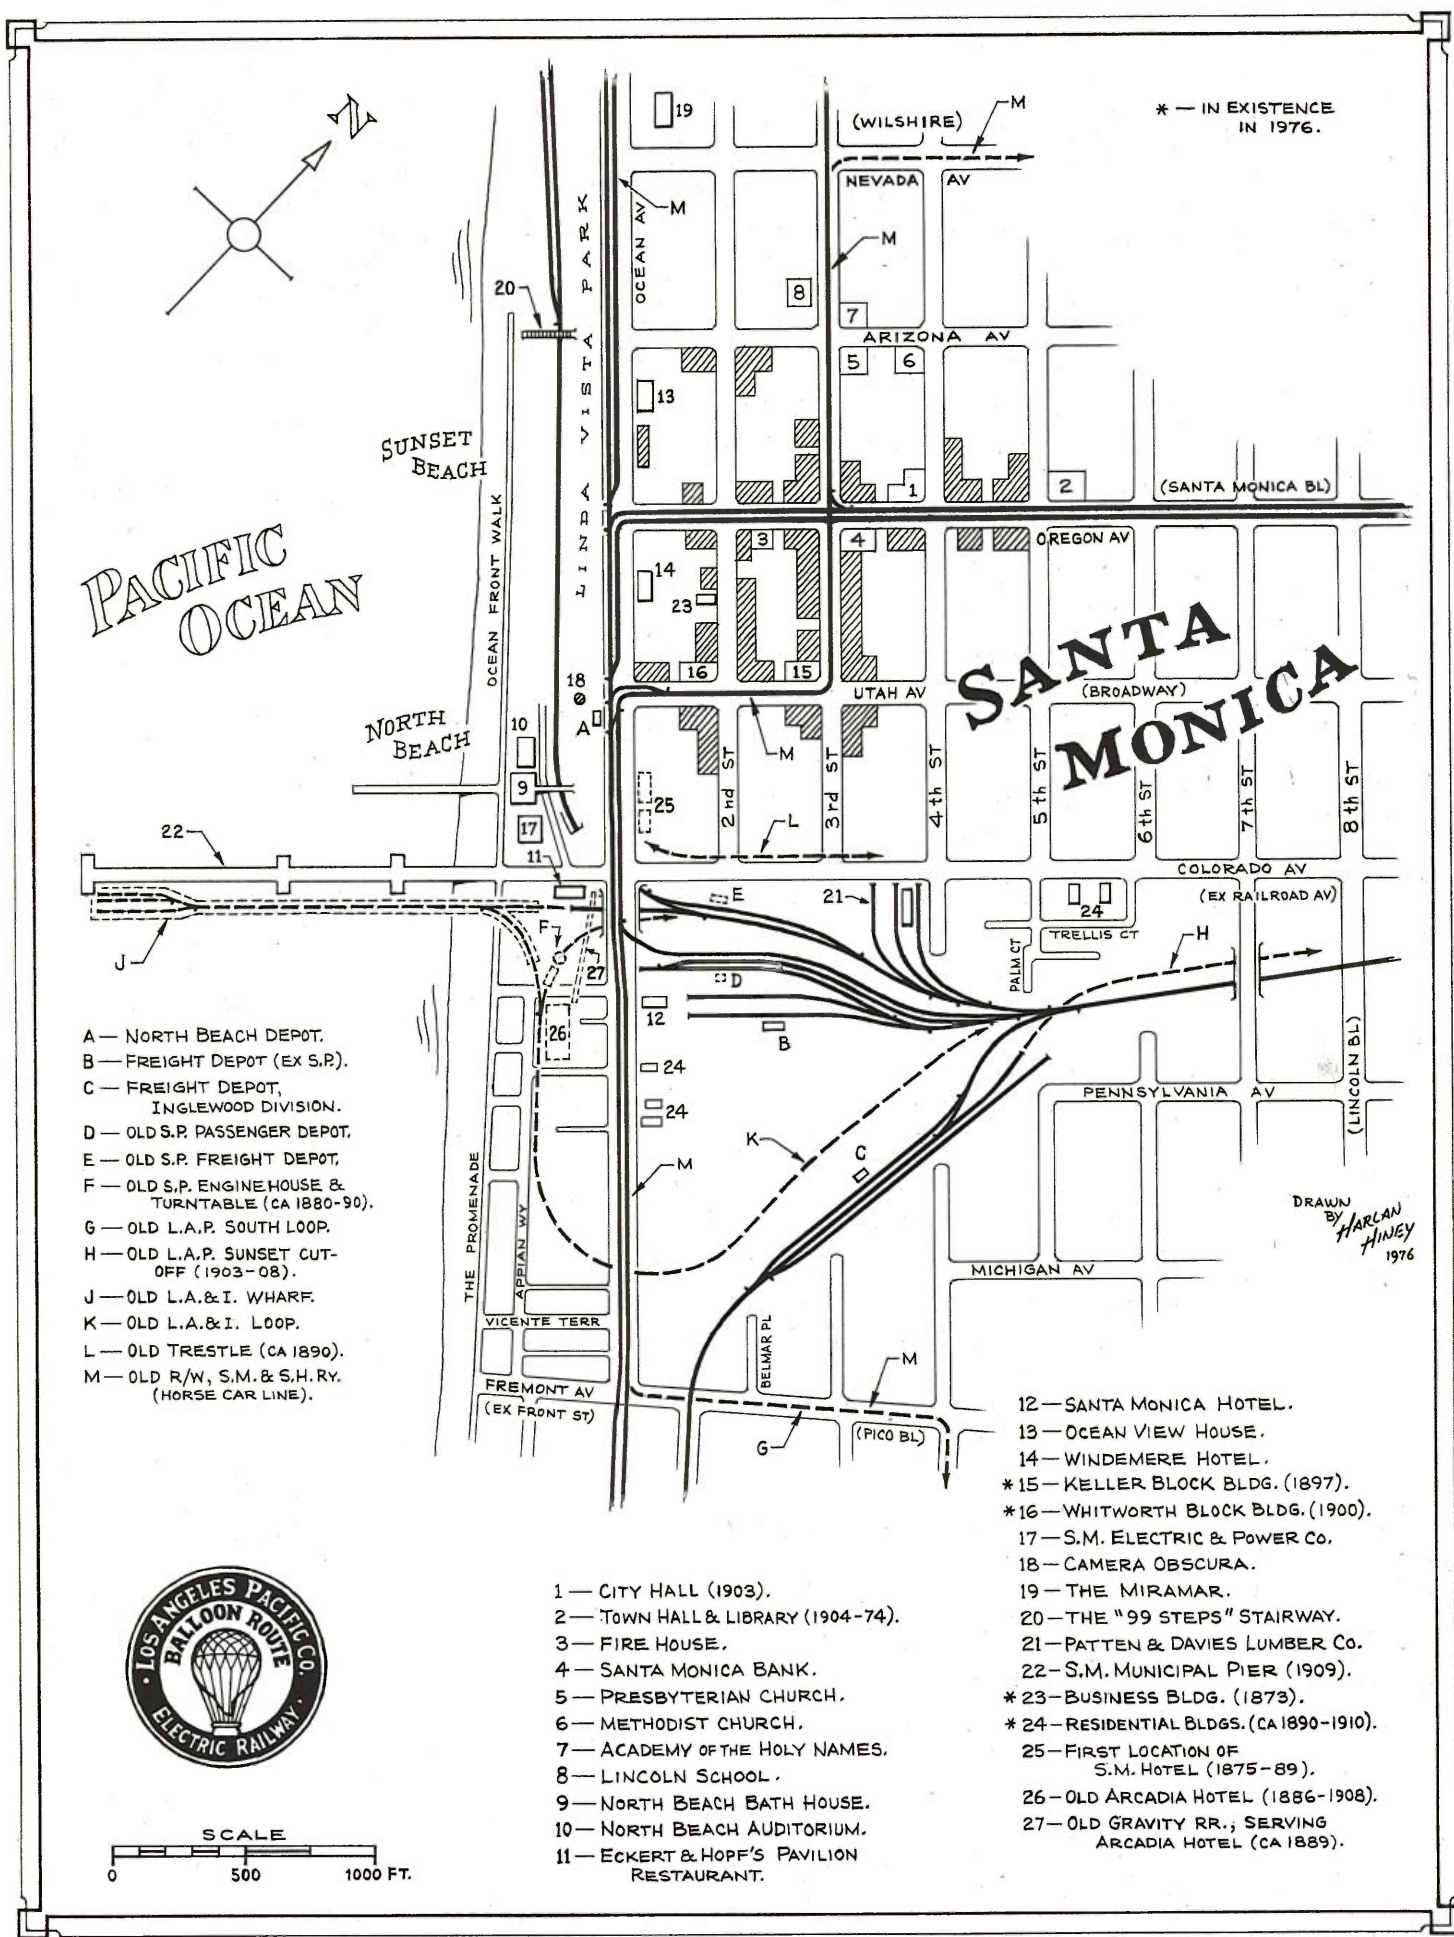 N
* — IN EXISTENCE
IN 1976.
19
(WILSHIRE)
M
NEVADA AV
M
OCEAN AV
M
LINDA VISTA PARK
20
8
7
ARIZONA AV
5
6
13
SUNSET
BEACH
1
2
(SANTA MONICA BL)
OCEAN FRONT WALK
3
4
OREGON AV
PACIFIC
OCEAN
14
23
SANTA
MONICA
16
15
18
UTAH AV
(BROADWAY)
A
NORTH
BEACH
10
M
9
25
2nd ST
3rd ST
4th ST
5th ST
6th ST
7th ST
8th ST
17
L
22
11
COLORADO AV
(EX RAILROAD AV)
E
21
24
TRELLIS CT
H
J
F
27
PALM CT
D
12
B
26
24
24
PENNSYLVANIA AV
(LINCOLN BL)
K
C
M
THE PROMENADE
APPIAN WY
MICHIGAN AV
DRAWN
BY
HARLAN
HINEY
1976
VICENTE TERR
BELMAR PL
M
FREMONT AV
(EX FRONT ST)
G
(PICO BL)
A — NORTH BEACH DEPOT.
B — FREIGHT DEPOT (EX S.P.).
C — FREIGHT DEPOT,
INGLEWOOD DIVISION.
D — OLD S.P. PASSENGER DEPOT.
E — OLD S.P. FREIGHT DEPOT.
F — OLD S.P. ENGINEHOUSE &
TURNTABLE (CA 1880-90).
G — OLD L.A.P. SOUTH LOOP.
H — OLD L.A.P. SUNSET CUT-
OFF (1903-08).
J — OLD L.A.& I. WHARF.
K — OLD L.A.& I. LOOP.
L — OLD TRESTLE (CA 1890).
M — OLD R/W, S.M. & S.H. RY.
(HORSE CAR LINE).
LOS ANGELES PACIFIC CO.
BALLOON ROUTE
ELECTRIC RAILWAY
SCALE
0 500 1000 FT.
1 — CITY HALL (1903).
2 — TOWN HALL & LIBRARY (1904-74).
3 — FIRE HOUSE.
4 — SANTA MONICA BANK.
5 — PRESBYTERIAN CHURCH.
6 — METHODIST CHURCH.
7 — ACADEMY OF THE HOLY NAMES.
8 — LINCOLN SCHOOL.
9 — NORTH BEACH BATH HOUSE.
10 — NORTH BEACH AUDITORIUM.
11 — ECKERT & HOPF'S PAVILION
RESTAURANT.
12 — SANTA MONICA HOTEL.
13 — OCEAN VIEW HOUSE.
14 — WINDEMERE HOTEL.
* 15 — KELLER BLOCK BLDG. (1897).
* 16 — WHITWORTH BLOCK BLDG. (1900).
17 — S.M. ELECTRIC & POWER CO.
18 — CAMERA OBSCURA.
19 — THE MIRAMAR.
20 — THE "99 STEPS" STAIRWAY.
21 — PATTEN & DAVIES LUMBER CO.
22 — S.M. MUNICIPAL PIER (1909).
* 23 — BUSINESS BLDG. (1873).
* 24 — RESIDENTIAL BLDGS. (CA 1890-1910).
25 — FIRST LOCATION OF
S.M. HOTEL (1875-89).
26 — OLD ARCADIA HOTEL (1886-1908).
27 — OLD GRAVITY RR., SERVING
ARCADIA HOTEL (CA 1889).